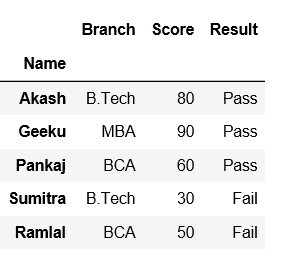 Branch Score Result
Name
Akash B.Tech 80 Pass
Geeku MBA 90 Pass
Pankaj BCA 60 Pass
Sumitra B.Tech 30 Fail
Ramlal BCA 50 Fail